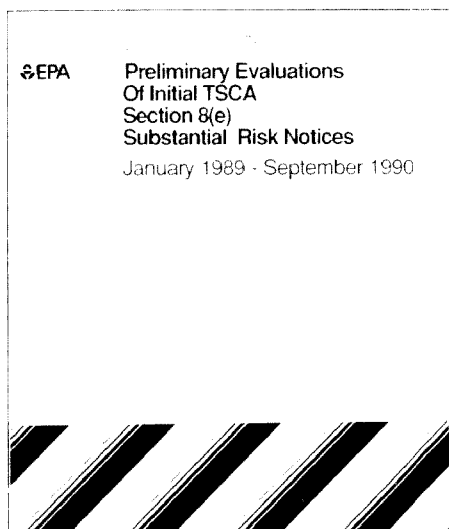 EPA
Preliminary Evaluations
Of Initial TSCA
Section 8(e)
Substantial Risk Notices
January 1989 - September 1990